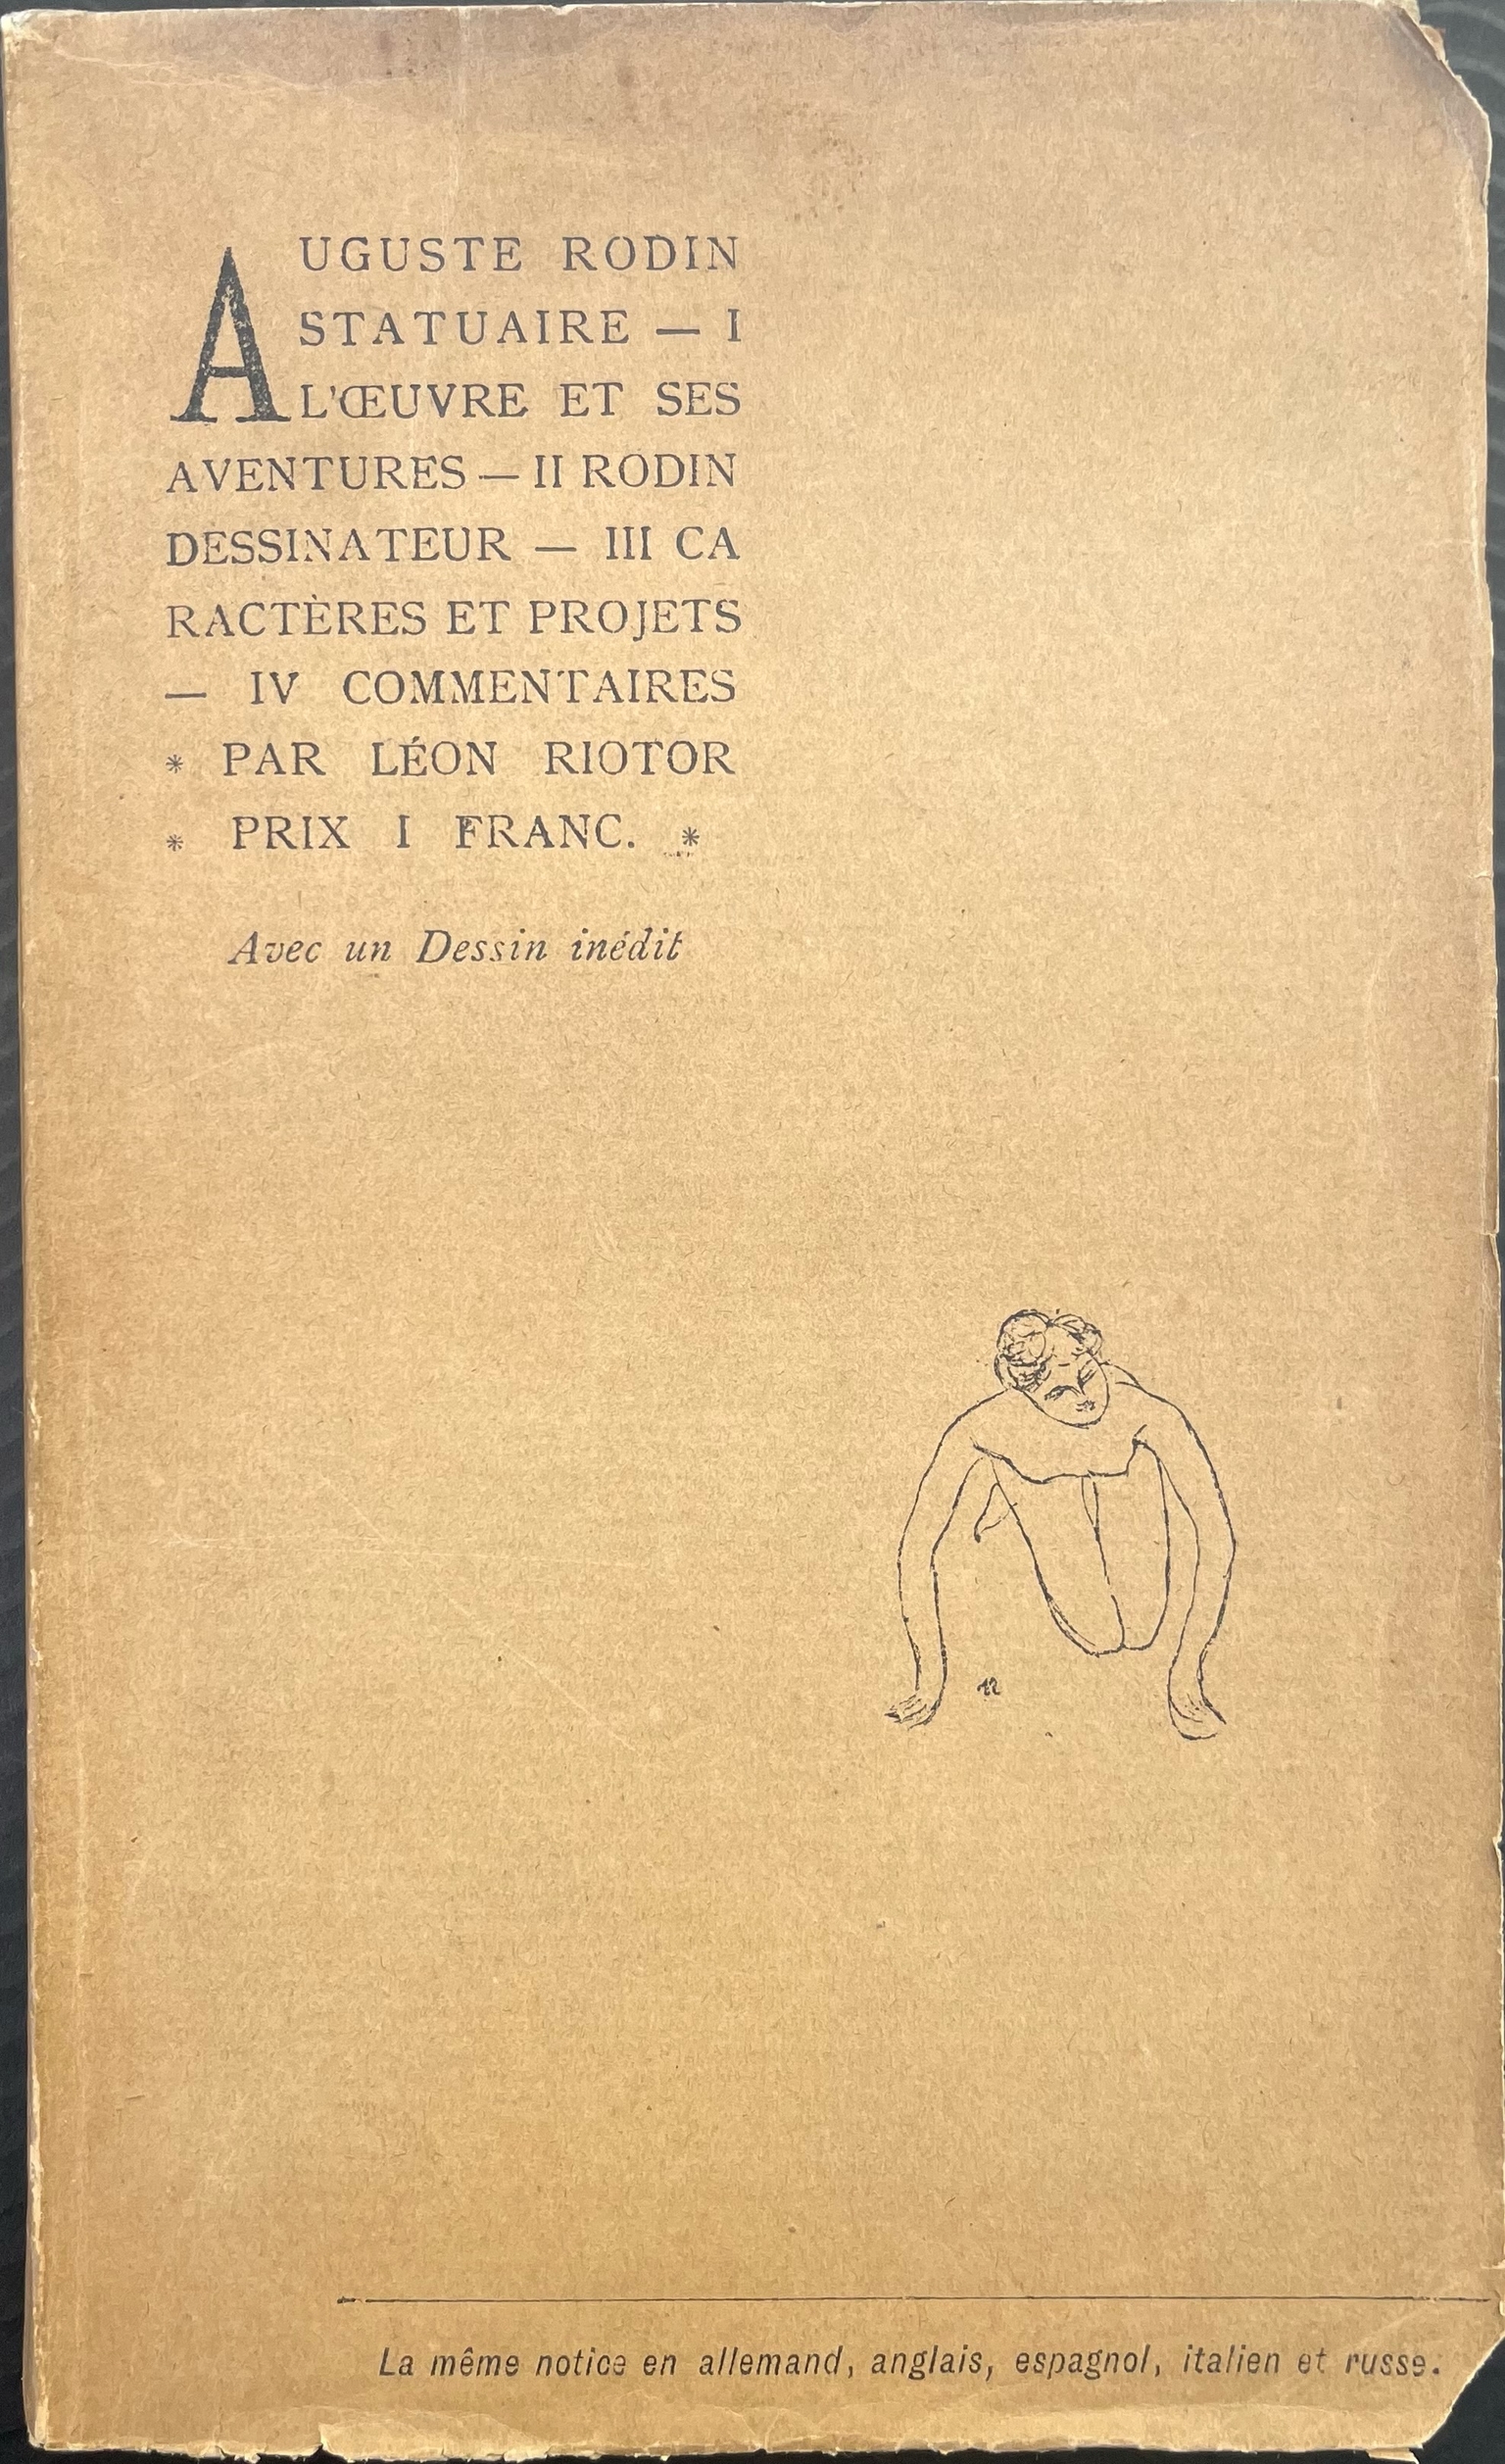 AUGUSTE RODIN
STATUAIRE — I
L'ŒUVRE ET SES
AVENTURES — II RODIN
DESSINATEUR — III CA
RACTÈRES ET PROJETS
— IV COMMENTAIRES
* PAR LÉON RIOTOR
* PRIX I FRANC. *
Avec un Dessin inédit
La même notice en allemand, anglais, espagnol, italien et russe.